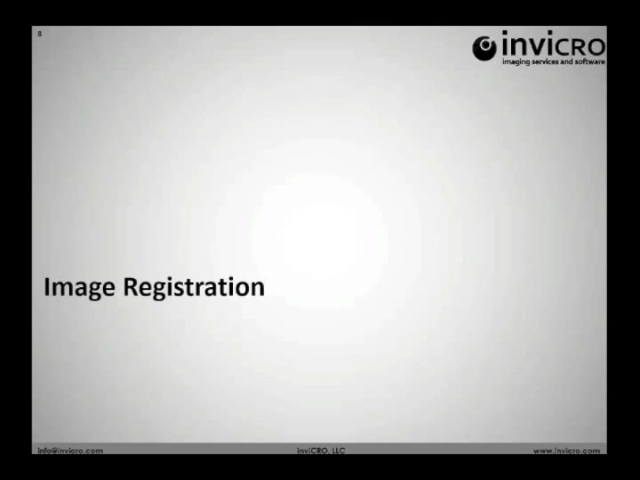 8
invicro
imaging services and software
Image Registration
info@invicro.com
inviCRO, LLC
www.invicro.com